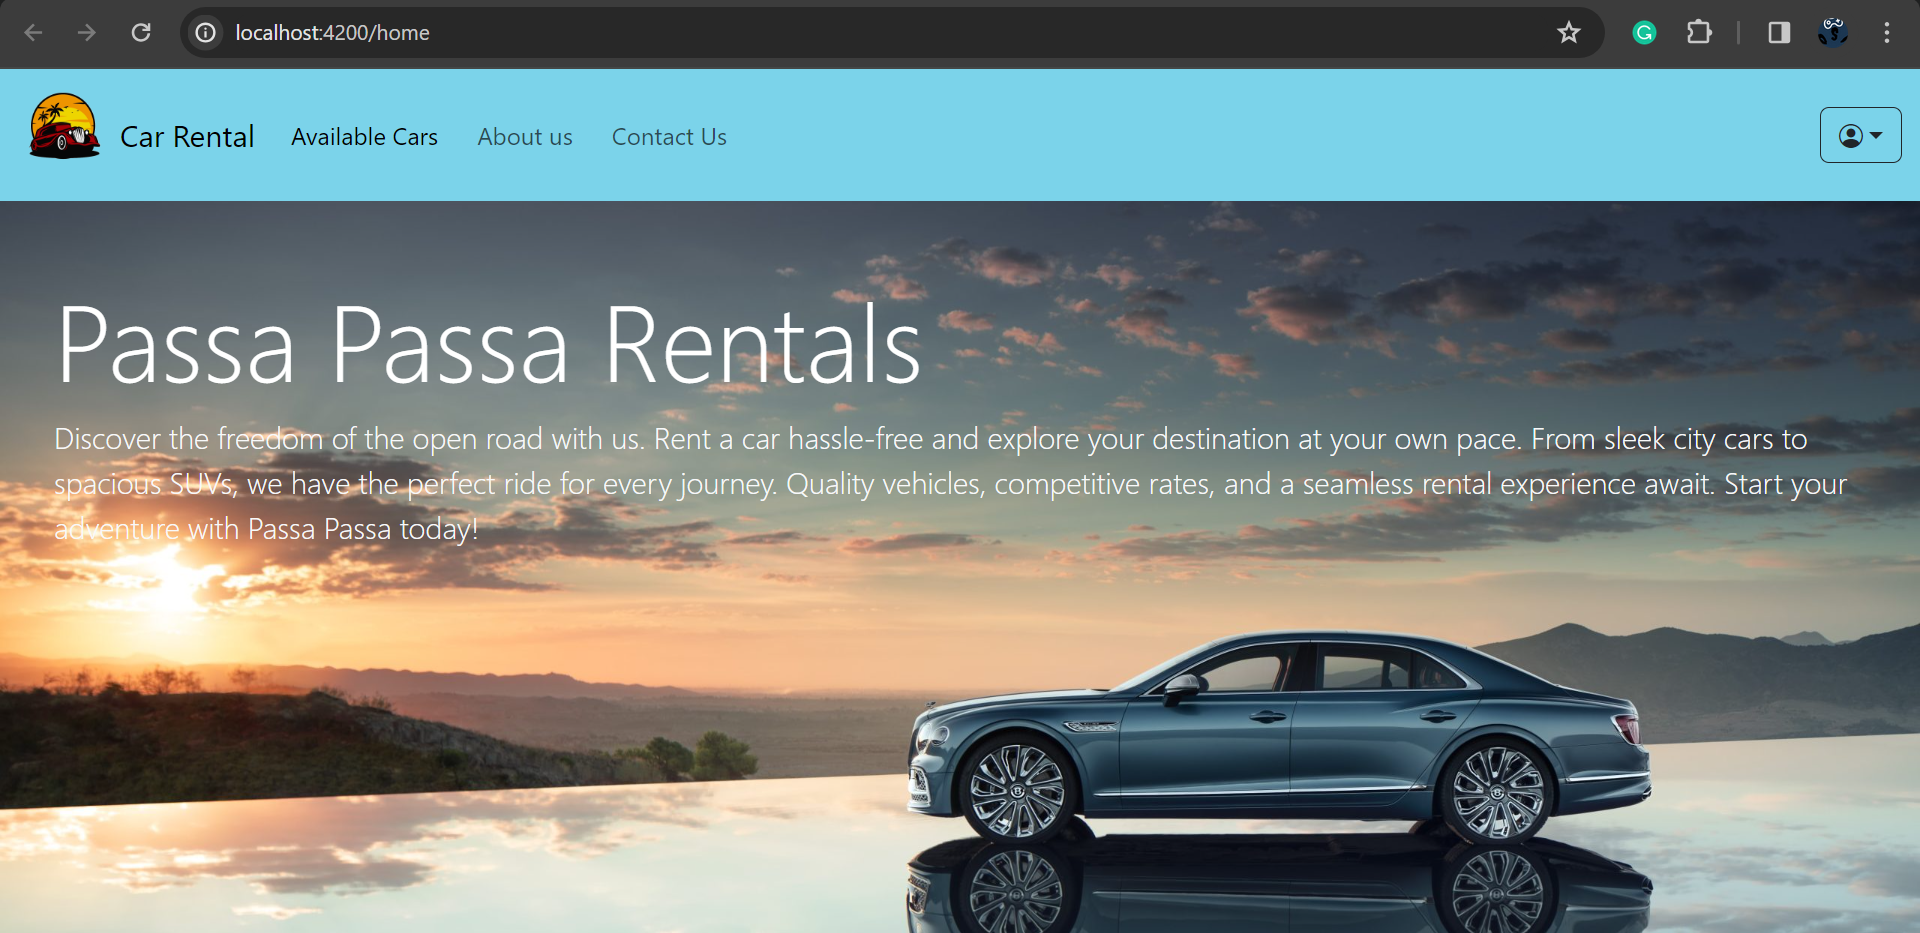 localhost:4200/home
Car Rental Available Cars About us Contact Us
Passa Passa Rentals
Discover the freedom of the open road with us. Rent a car hassle-free and explore your destination at your own pace. From sleek city cars to
spacious SUVs, we have the perfect ride for every journey. Quality vehicles, competitive rates, and a seamless rental experience await. Start your
adventure with Passa Passa today!